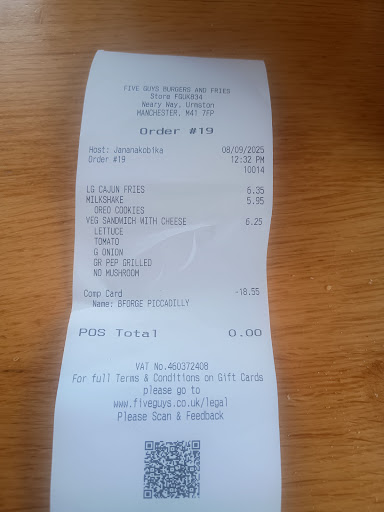 FIVE GUYS BURGERS AND FRIES
Store FGUK834
Neary Way, Urmston
MANCHESTER, M41 7FP
Order #19
Host: Jananakobika 08/09/2025
Order #19 12:32 PM
10014
LG CAJUN FRIES 6.35
MILKSHAKE 5.95
OREO COOKIES
VEG SANDWICH WITH CHEESE 6.25
LETTUCE
TOMATO
G ONION
GR PEP GRILLED
NO MUSHROOM
Comp Card -18.55
Name: BFORGE PICCADILLY
POS Total 0.00
VAT No.460372408
For full Terms & Conditions on Gift Cards
please go to
www.fiveguys.co.uk/legal
Please Scan & Feedback